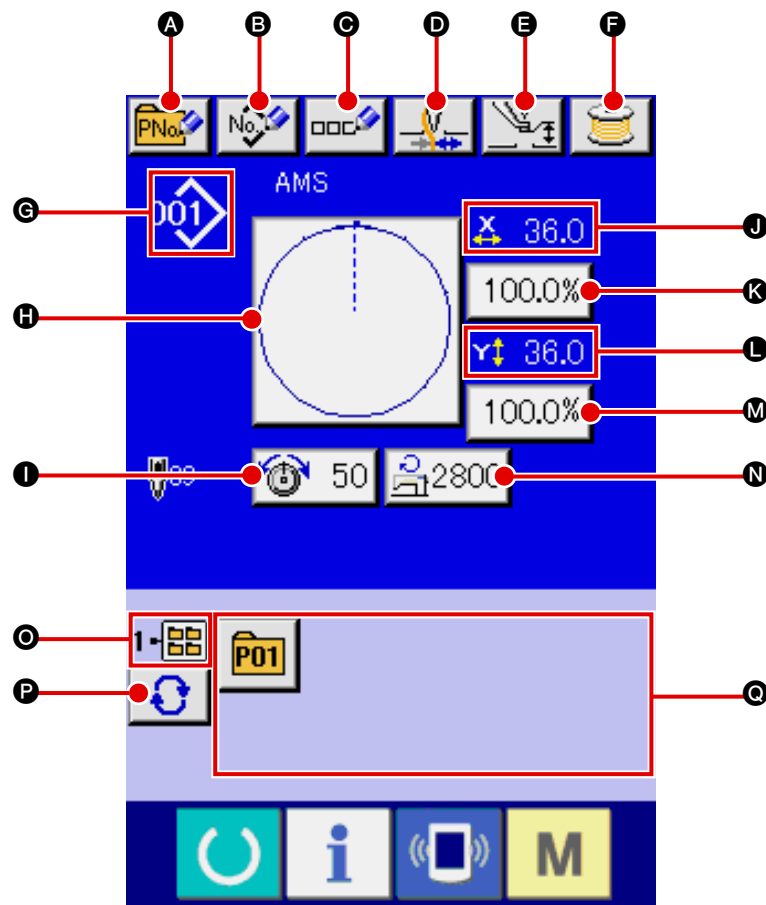 A B C D E F
PNo. No.
G 001 AMS
X 36.0 J
100.0% K
H
Y 36.0 L
100.0% M
I 50 2800 N
O 1
P01
P Q
i M